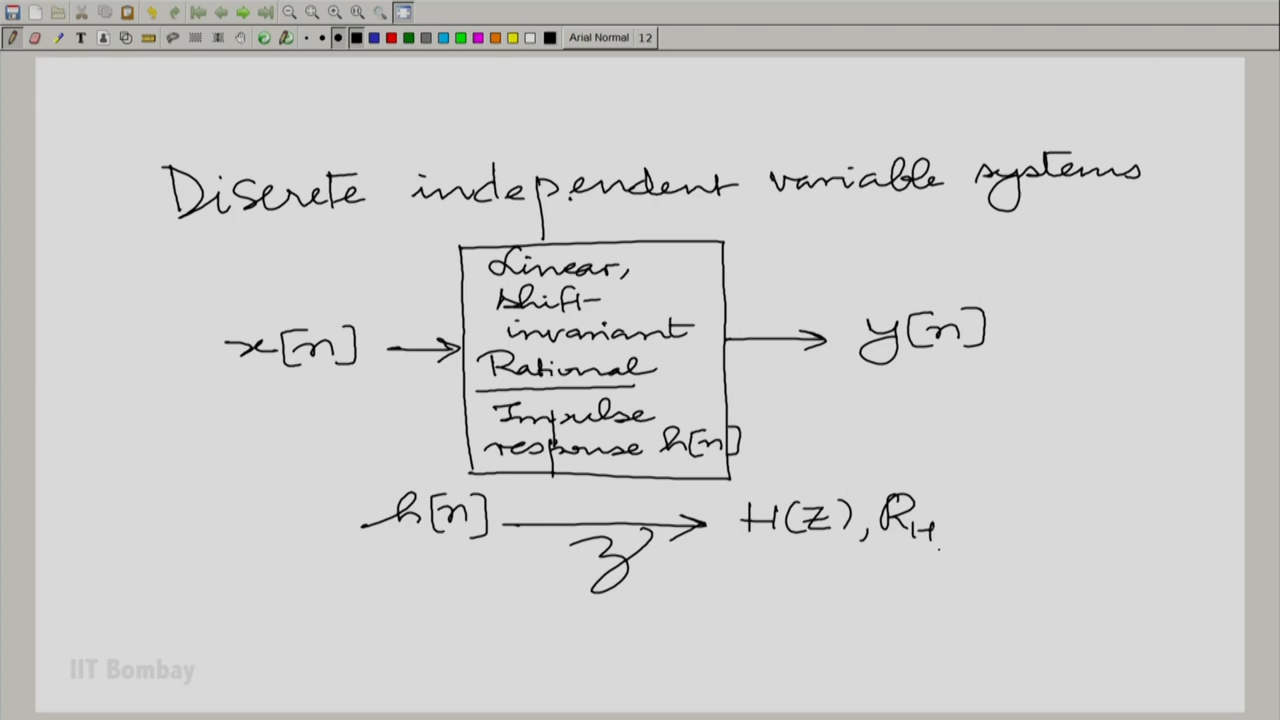 Arial Normal 12
Discrete independent variable systems
Linear,
shift-
invariant
x[n] → y[n]
Rational
Impulse
response h[n]
h[n] → H(Z), R_H
Z
IIT Bombay